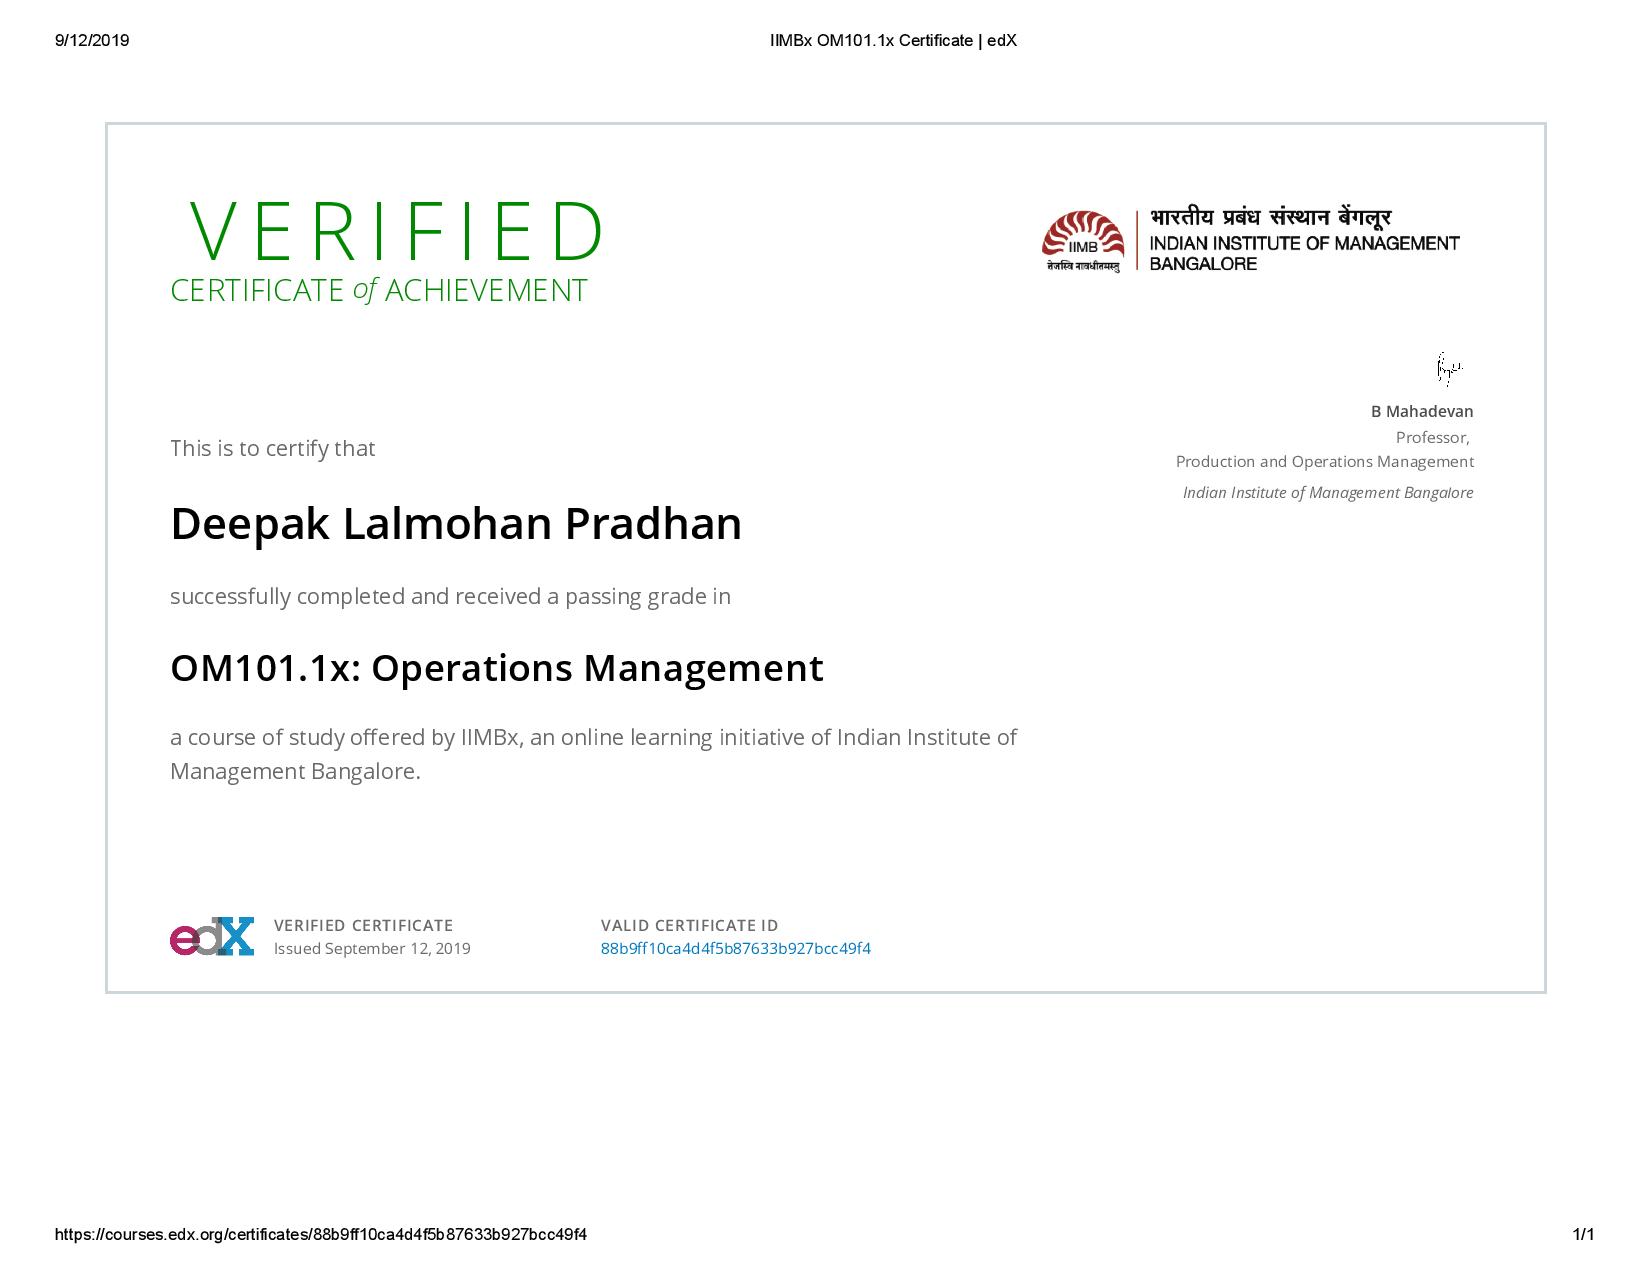 9/12/2019
IIMBx OM101.1x Certificate | edX
VERIFIED
CERTIFICATE of ACHIEVEMENT
IIMB
तेजस्वि नावधीतमस्तु
भारतीय प्रबंध संस्थान बेंगलूर
INDIAN INSTITUTE OF MANAGEMENT
BANGALORE
B Mahadevan
Professor,
Production and Operations Management
Indian Institute of Management Bangalore
This is to certify that
Deepak Lalmohan Pradhan
successfully completed and received a passing grade in
OM101.1x: Operations Management
a course of study offered by IIMBx, an online learning initiative of Indian Institute of
Management Bangalore.
edX
VERIFIED CERTIFICATE
Issued September 12, 2019
VALID CERTIFICATE ID
88b9ff10ca4d4f5b87633b927bcc49f4
https://courses.edx.org/certificates/88b9ff10ca4d4f5b87633b927bcc49f4
1/1